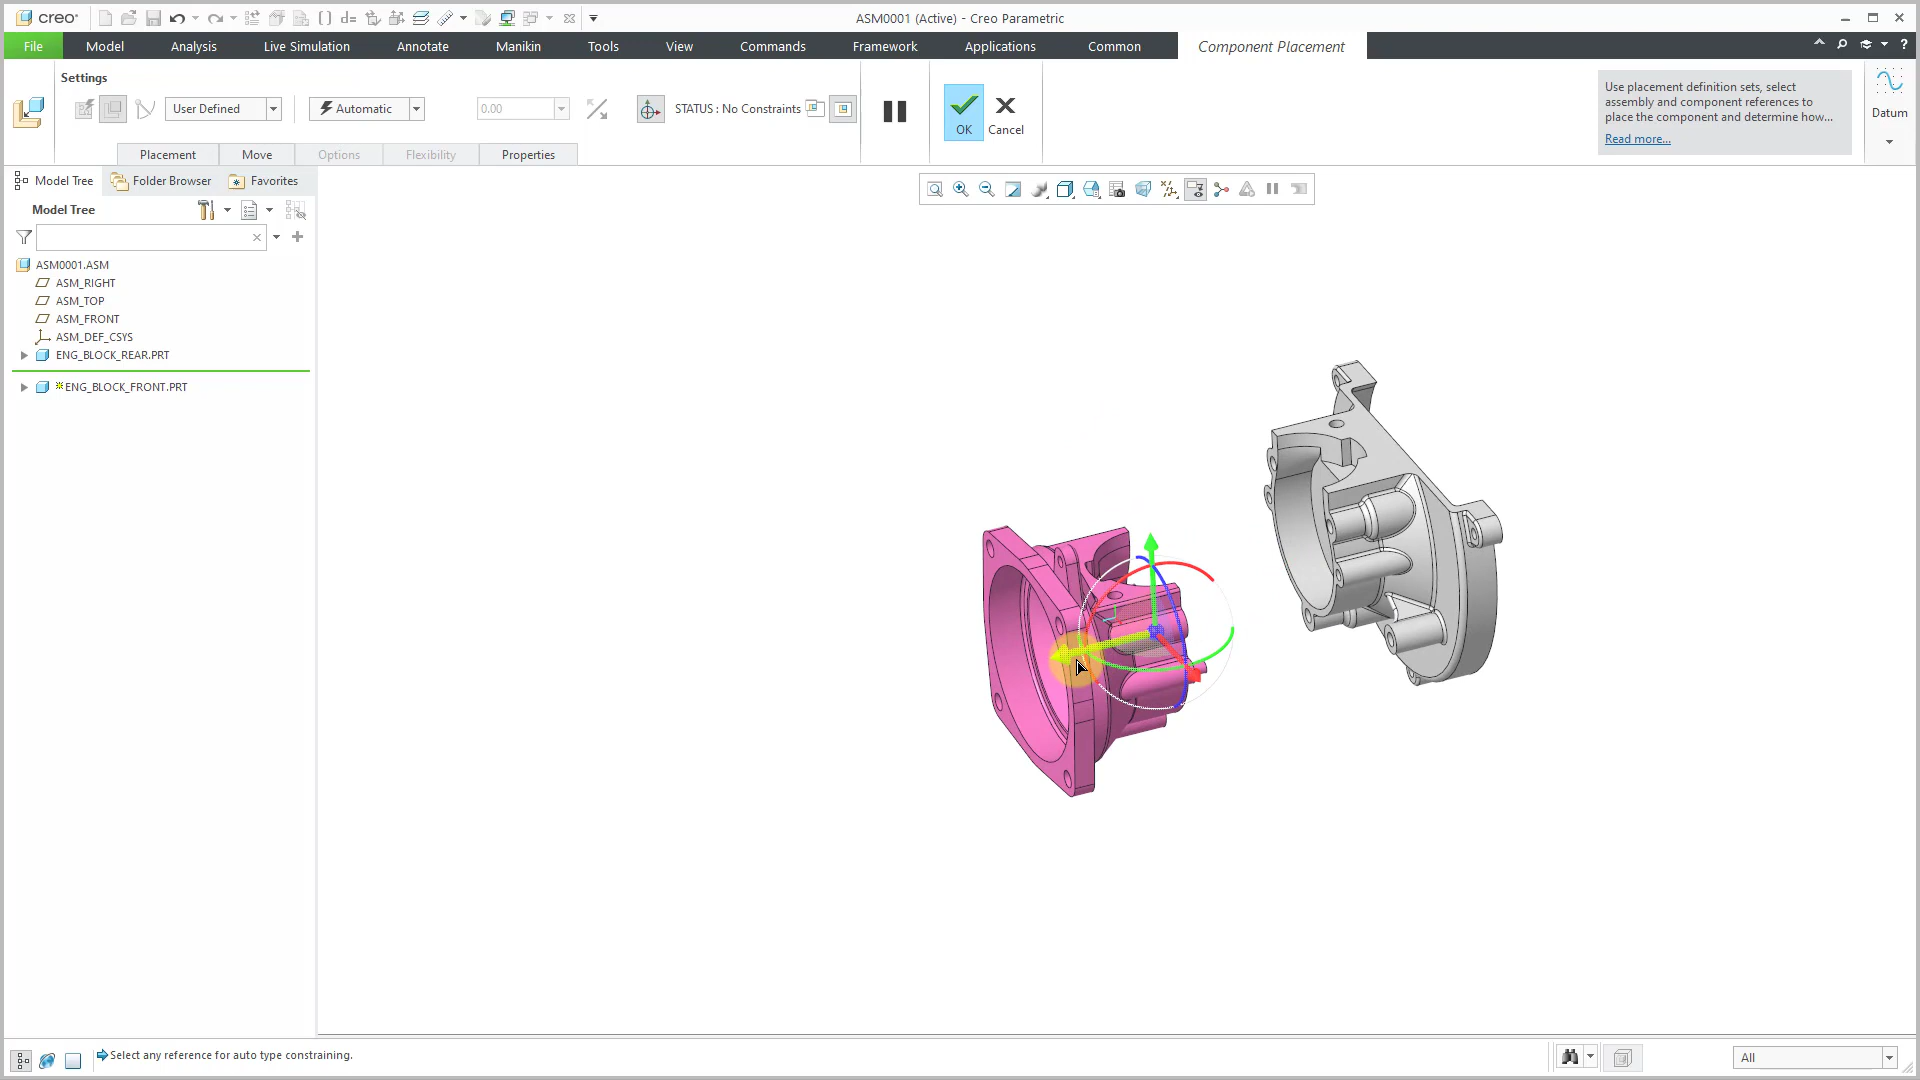 creo
ASM0001 (Active) - Creo Parametric
File
Model
Analysis
Live Simulation
Annotate
Manikin
Tools
View
Commands
Framework
Applications
Common
Component Placement
Settings
User Defined
Automatic
0.00
STATUS : No Constraints
OK
Cancel
Use placement definition sets, select
assembly and component references to
place the component and determine how...
Read more...
Datum
Placement
Move
Options
Flexibility
Properties
Model Tree
Folder Browser
Favorites
Model Tree
ASM0001.ASM
ASM_RIGHT
ASM_TOP
ASM_FRONT
ASM_DEF_CSYS
ENG_BLOCK_REAR.PRT
ENG_BLOCK_FRONT.PRT
Select any reference for auto type constraining.
All